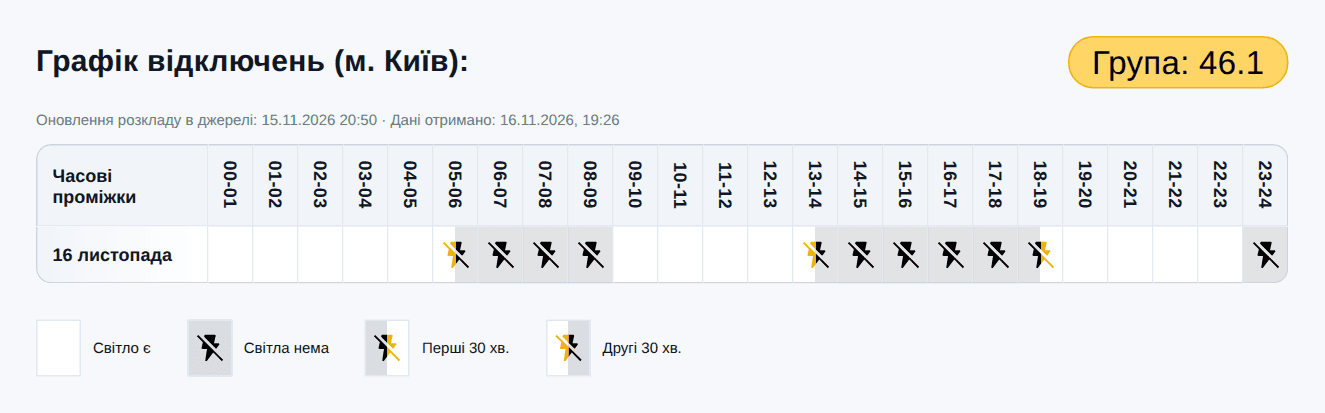 Графік відключень (м. Київ):
Група: 46.1
Оновлення розкладу в джерелі: 15.11.2026 20:50 · Дані отримано: 16.11.2026, 19:26
Часові
проміжки
00-01
01-02
02-03
03-04
04-05
05-06
06-07
07-08
08-09
09-10
10-11
11-12
12-13
13-14
14-15
15-16
16-17
17-18
18-19
19-20
20-21
21-22
22-23
23-24
16 листопада
Світло є
Світла нема
Перші 30 хв.
Другі 30 хв.